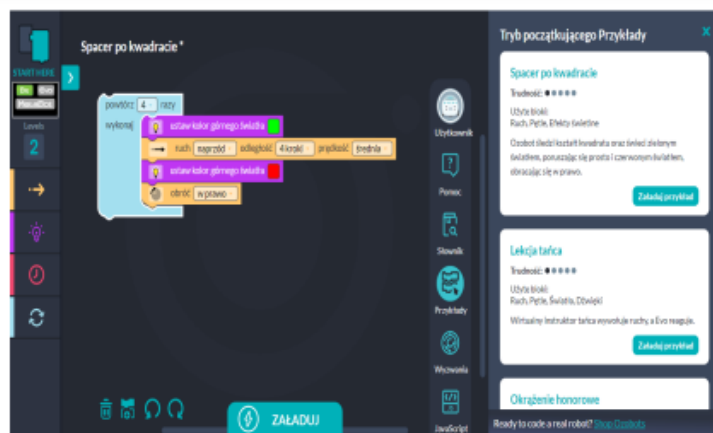 Spacer po kwadracie *
START HERE
Evo
Levels
2
powtórz 4 razy
wykonaj
ustaw kolor górnego światła
ruch naprzód odległość 4 kroki prędkość średnia
ustaw kolor górnego światła
obróć w prawo
ZAŁADUJ
Użytkownik
Pomoc
Słownik
Przykłady
Wyzwania
JavaScript
Tryb początkującego Przykłady
×
Spacer po kwadracie
Trudność:
Użyte bloki:
Ruch, Pętle, Efekty świetlne
Ozobot śledzi kształt kwadratu oraz świeci zielonym
światłem, poruszając się prosto i czerwonym światłem,
obracając się w prawo.
Załaduj przykład
Lekcja tańca
Trudność:
Użyte bloki:
Ruch, Pętle, Światła, Dźwięki
Wirtualny instruktor tańca wywołuje ruchy, a Evo reaguje.
Załaduj przykład
Okrążenie honorowe
Ready to code a real robot? Shop Ozobots